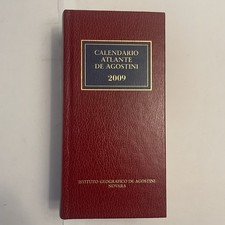 CALENDARIO
ATLANTE
DE AGOSTINI
2009
ISTITUTO GEOGRAFICO DE AGOSTINI
NOVARA